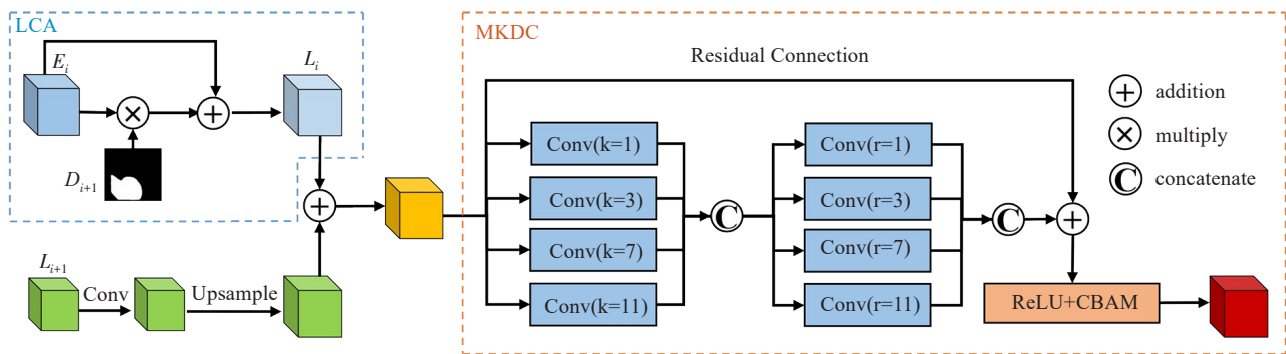 LCA
E_i
L_i
D_{i+1}
L_{i+1}
Conv
Upsample
MKDC
Residual Connection
Conv(k=1)
Conv(k=3)
Conv(k=7)
Conv(k=11)
C
Conv(r=1)
Conv(r=3)
Conv(r=7)
Conv(r=11)
C
ReLU+CBAM
+ addition
× multiply
C concatenate